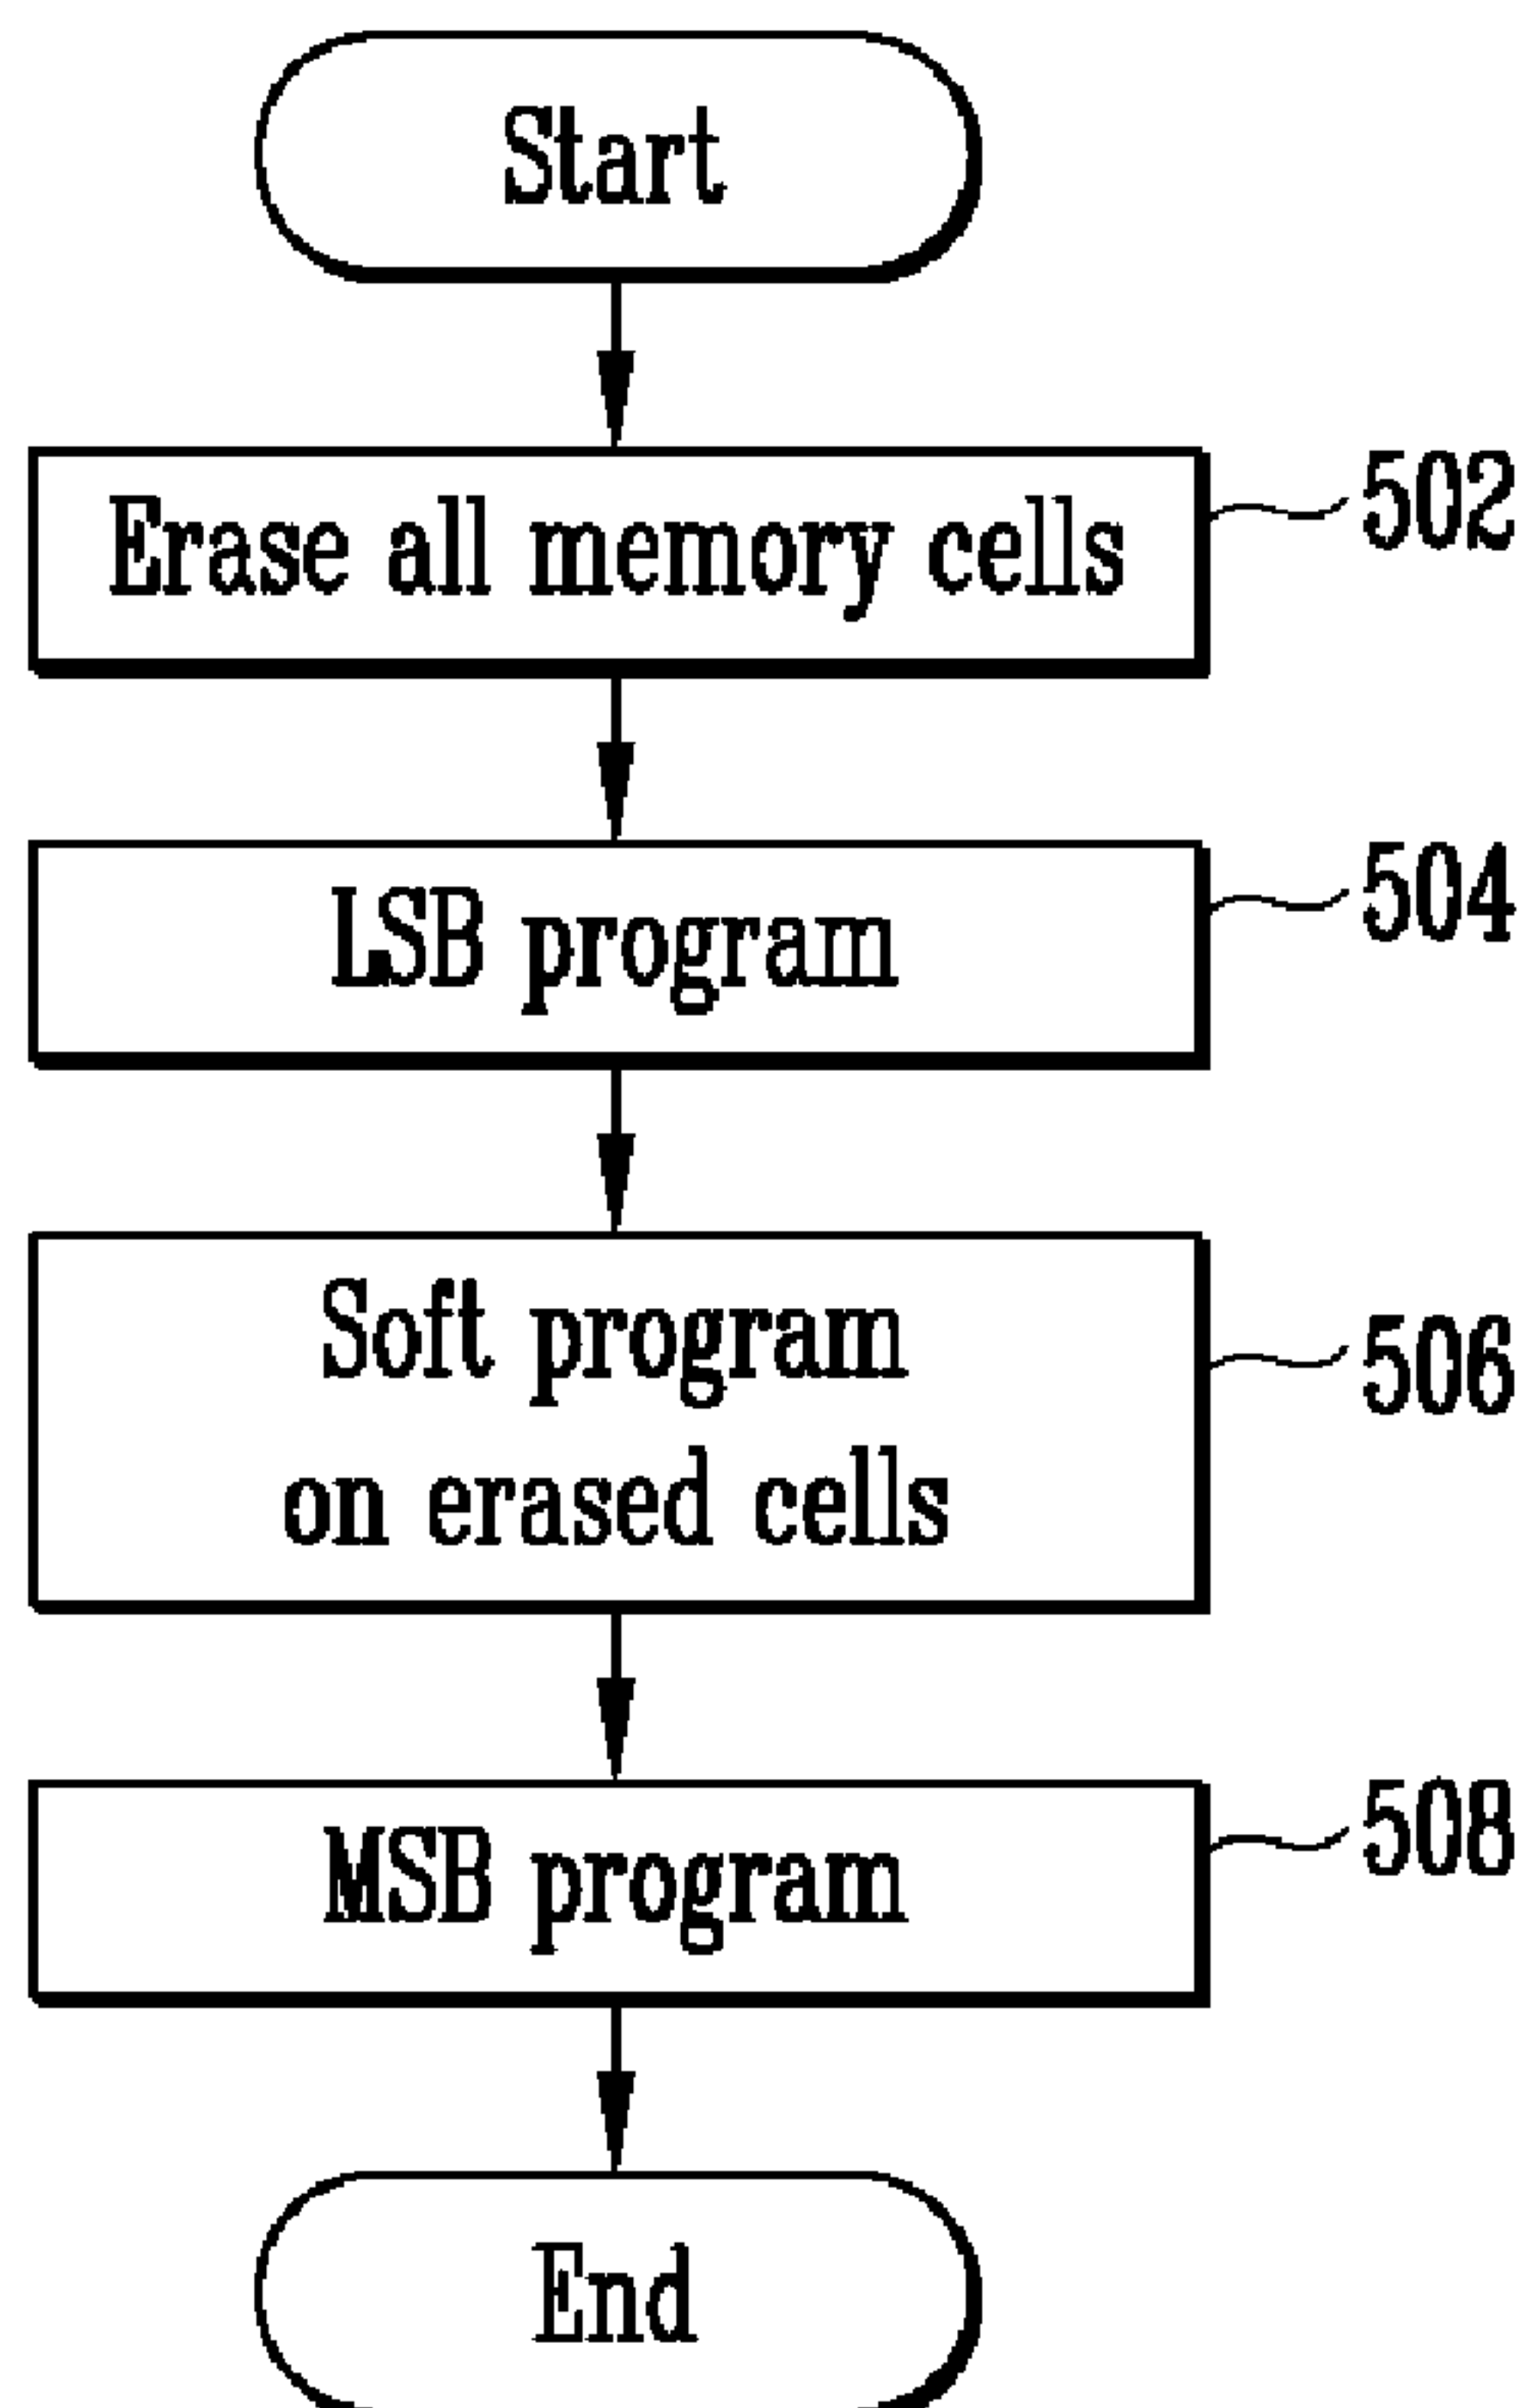 Start
Erase all memory cells
502
LSB program
504
Soft program
on erased cells
506
MSB program
508
End